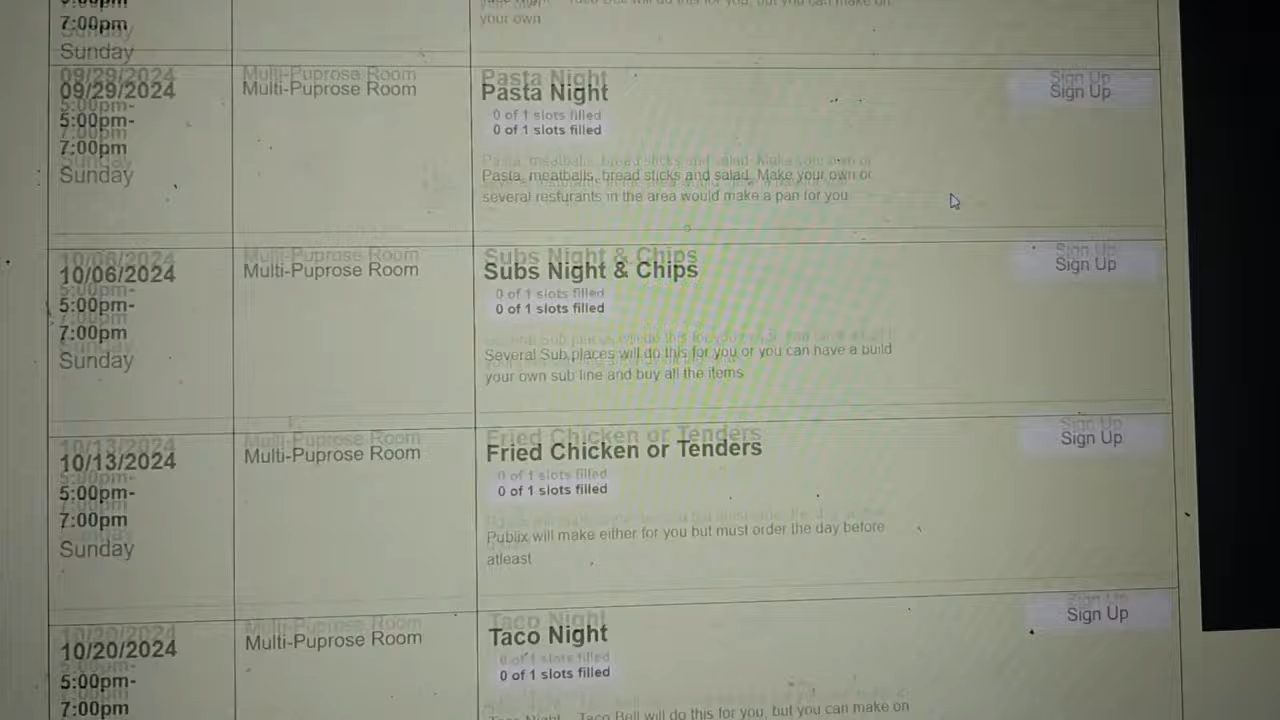 7:00pm
your own
Sunday
09/29/2024
Multi-Puprose Room
Pasta Night
Sign Up
0 of 1 slots filled
5:00pm-
7:00pm
Sunday
Pasta, meatballs, bread sticks and salad. Make your own or
several resturants in the area would make a pan for you
10/06/2024
Multi-Puprose Room
Subs Night & Chips
Sign Up
0 of 1 slots filled
5:00pm-
7:00pm
Sunday
Several Sub places will do this for you or you can have a build
your own sub line and buy all the items
10/13/2024
Multi-Puprose Room
Fried Chicken or Tenders
Sign Up
0 of 1 slots filled
5:00pm-
7:00pm
Sunday
Publix will make either for you but must order the day before
atleast
10/20/2024
Multi-Puprose Room
Taco Night
Sign Up
0 of 1 slots filled
5:00pm-
7:00pm
Taco Night - Taco Bell will do this for you, but you can make on